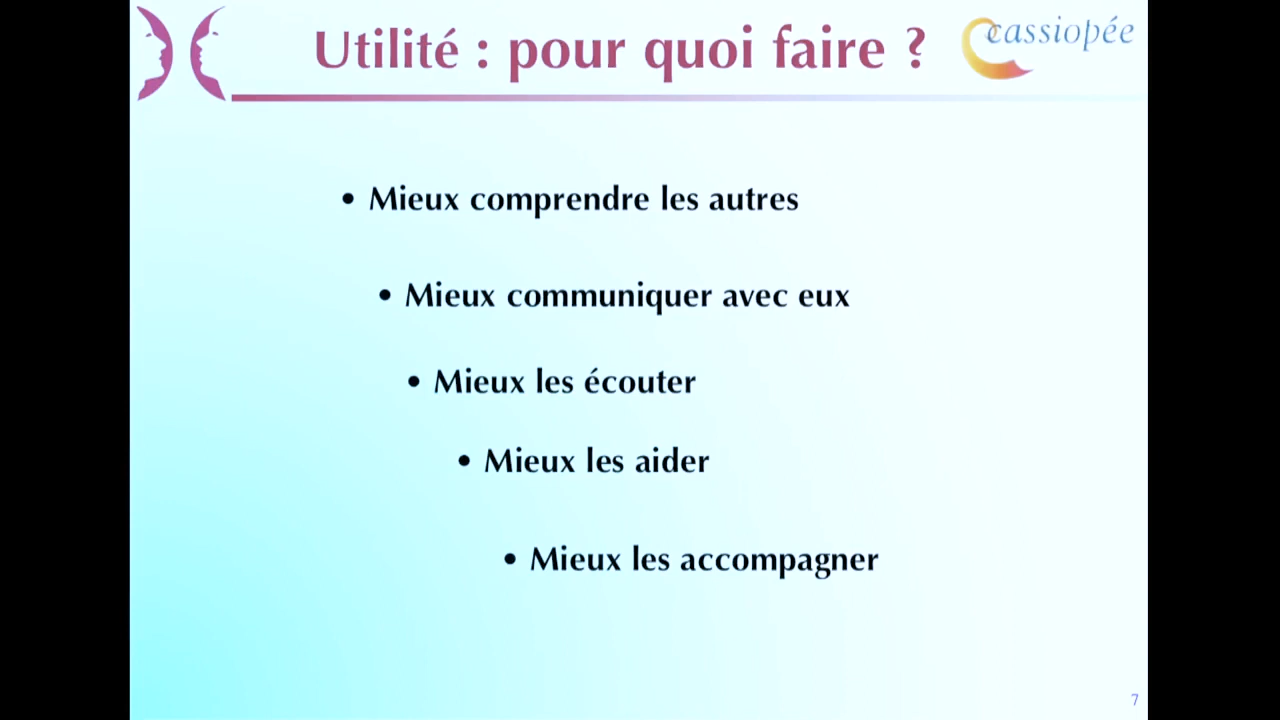 Utilité : pour quoi faire ?
cassiopée
• Mieux comprendre les autres
• Mieux communiquer avec eux
• Mieux les écouter
• Mieux les aider
• Mieux les accompagner
7